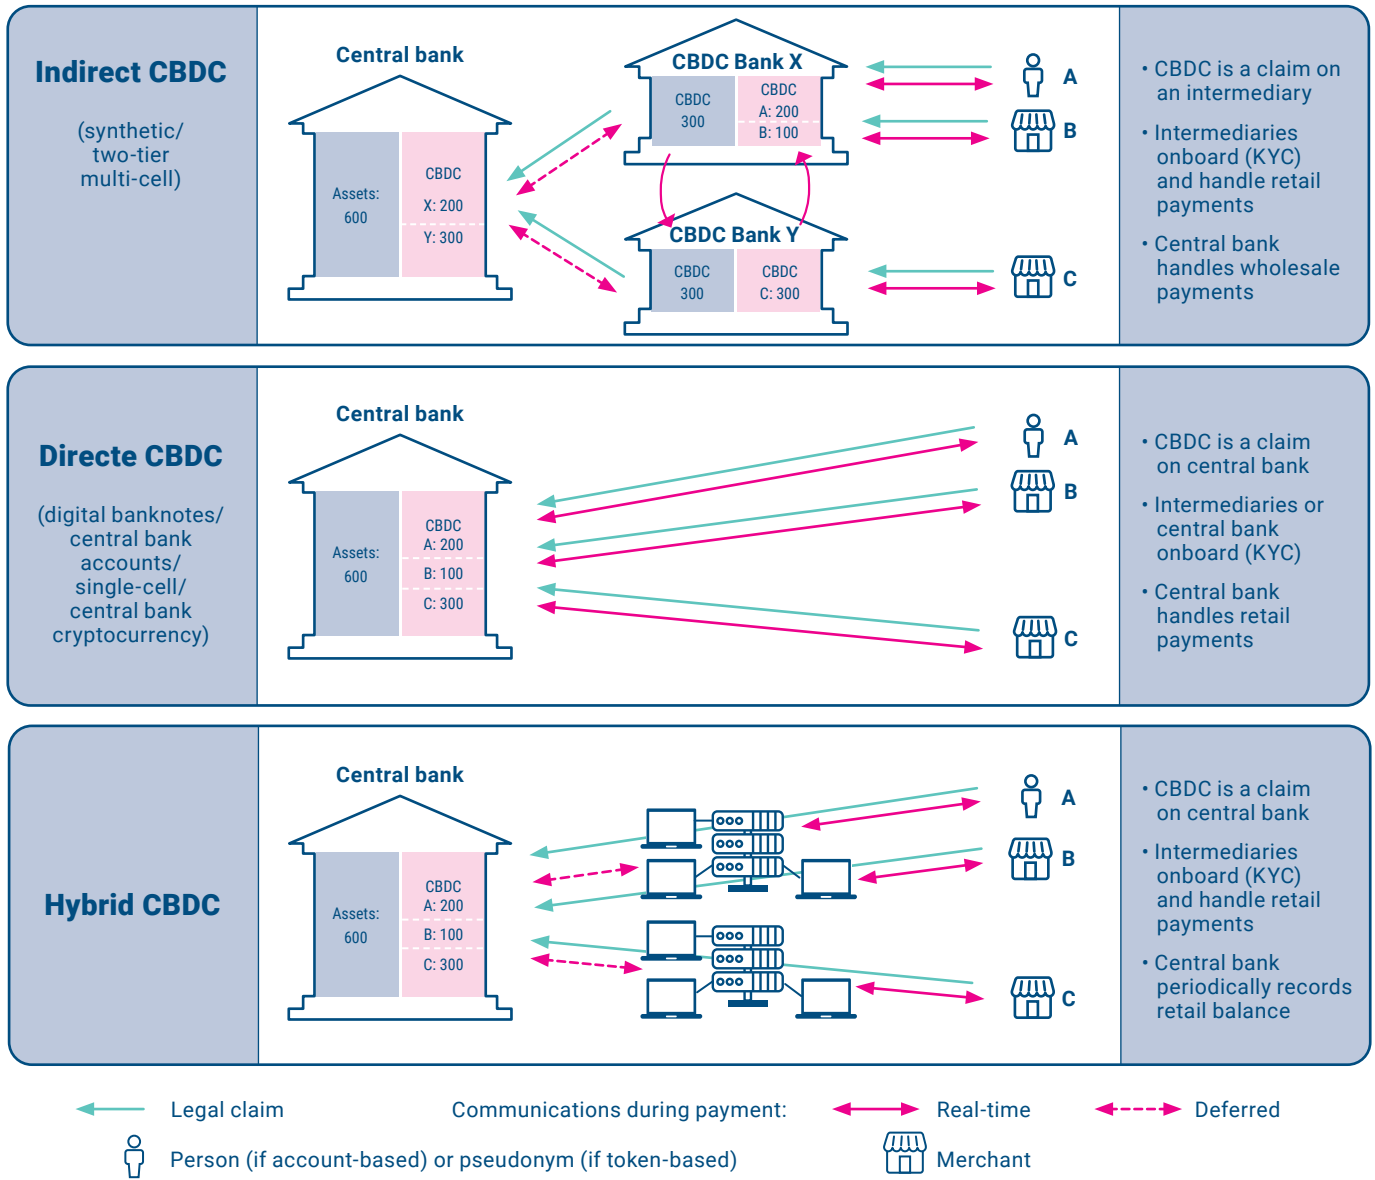 Indirect CBDC
(synthetic/
two-tier
multi-cell)
Central bank
Assets:
600
CBDC
X: 200
Y: 300
CBDC Bank X
CBDC
300
CBDC
A: 200
B: 100
CBDC Bank Y
CBDC
300
CBDC
C: 300
A
B
C
• CBDC is a claim on
an intermediary
• Intermediaries
onboard (KYC)
and handle retail
payments
• Central bank
handles wholesale
payments
Directe CBDC
(digital banknotes/
central bank
accounts/
single-cell/
central bank
cryptocurrency)
Central bank
Assets:
600
CBDC
A: 200
B: 100
C: 300
A
B
C
• CBDC is a claim
on central bank
• Intermediaries or
central bank
onboard (KYC)
• Central bank
handles retail
payments
Hybrid CBDC
Central bank
Assets:
600
CBDC
A: 200
B: 100
C: 300
A
B
C
• CBDC is a claim
on central bank
• Intermediaries
onboard (KYC)
and handle retail
payments
• Central bank
periodically records
retail balance
Legal claim
Communications during payment:
Real-time
Deferred
Person (if account-based) or pseudonym (if token-based)
Merchant